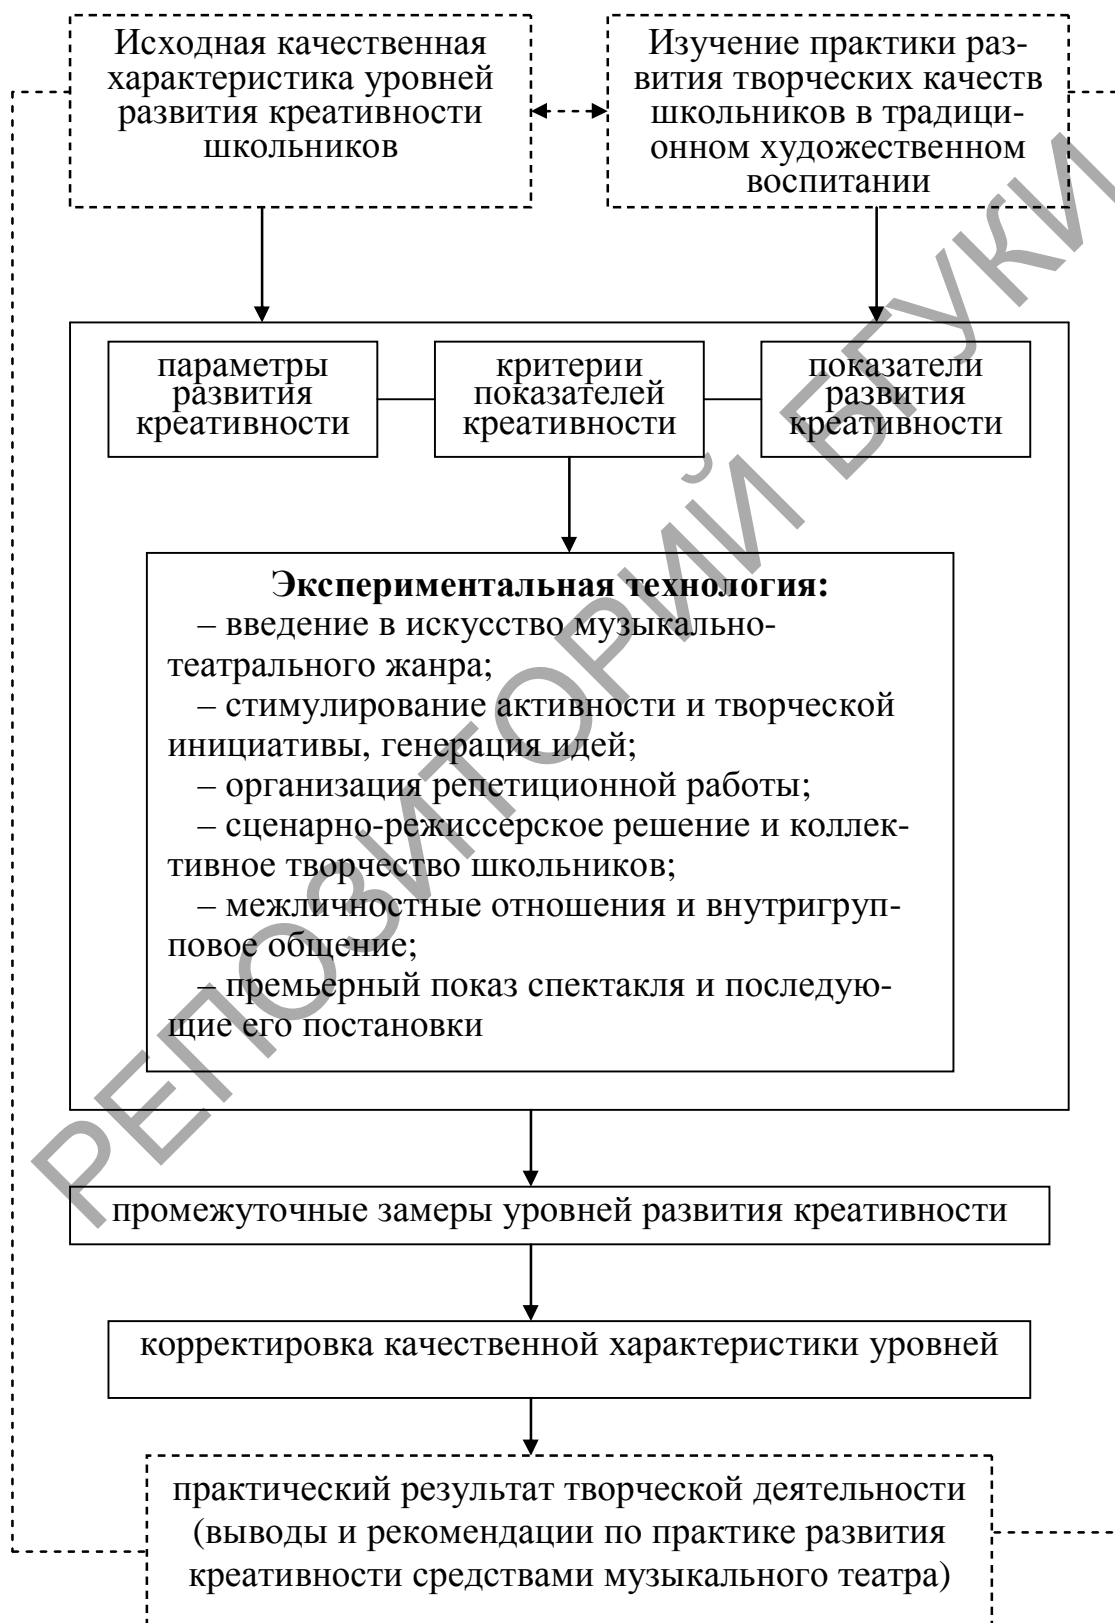 Исходная качественная
характеристика уровней
развития креативности
школьников
Изучение практики раз-
вития творческих качеств
школьников в традици-
онном художественном
воспитании
параметры
развития
креативности
критерии
показателей
креативности
показатели
развития
креативности
Экспериментальная технология:
– введение в искусство музыкально-
театрального жанра;
– стимулирование активности и творческой
инициативы, генерация идей;
– организация репетиционной работы;
– сценарно-режиссерское решение и коллек-
тивное творчество школьников;
– межличностные отношения и внутригруп-
повое общение;
– премьерный показ спектакля и последую-
щие его постановки
промежуточные замеры уровней развития креативности
корректировка качественной характеристики уровней
практический результат творческой деятельности
(выводы и рекомендации по практике развития
креативности средствами музыкального театра)
РЕПОЗИТОРИЙ БГУКИ